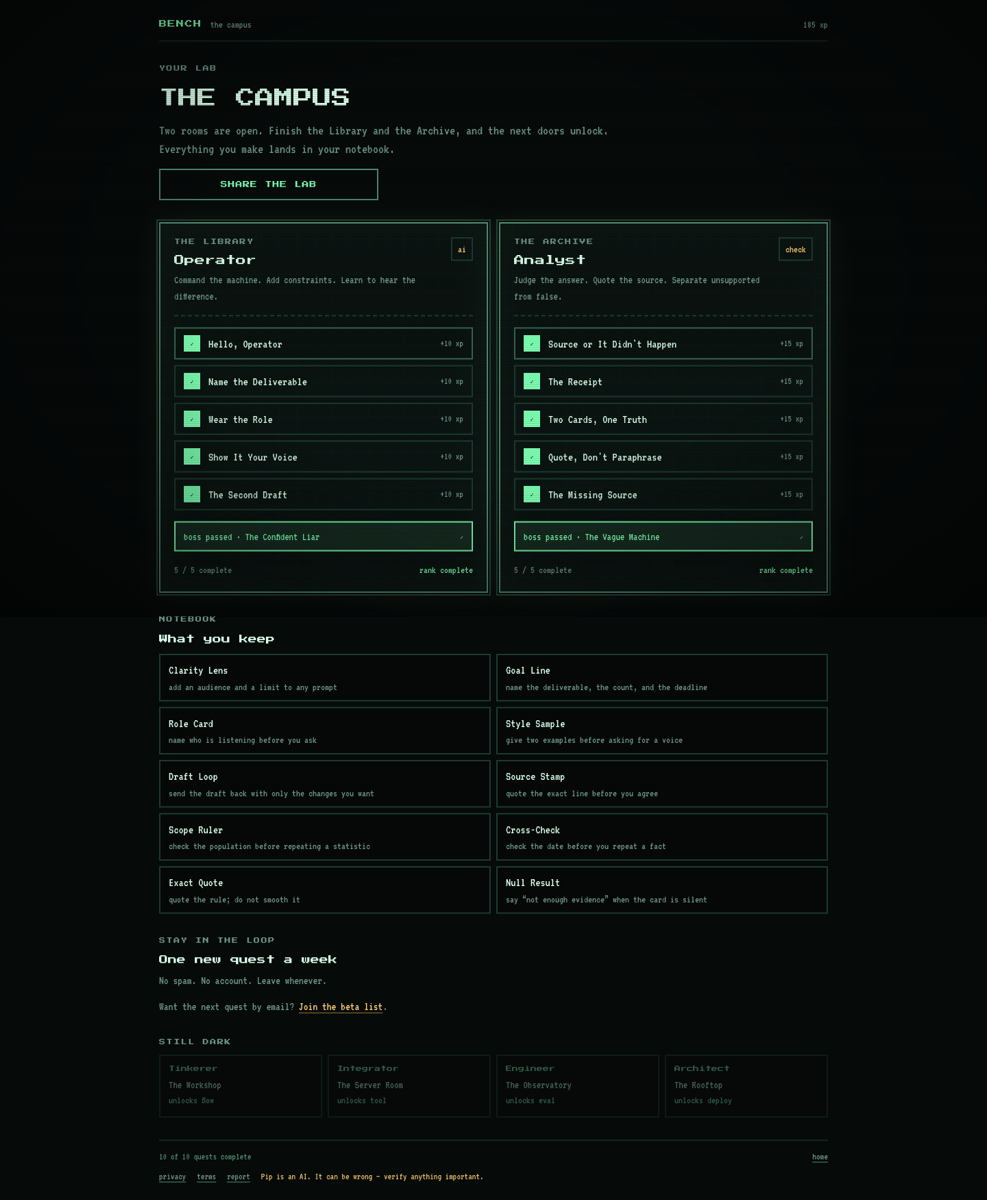 BENCH the campus 185 xp
YOUR LAB
THE CAMPUS
Two rooms are open. Finish the Library and the Archive, and the next doors unlock.
Everything you make lands in your notebook.
SHARE THE LAB
THE LIBRARY
ai
Operator
Command the machine. Add constraints. Learn to hear the
difference.
✓ Hello, Operator +10 xp
✓ Name the Deliverable +10 xp
✓ Wear the Role +10 xp
✓ Show It Your Voice +10 xp
✓ The Second Draft +10 xp
boss passed · The Confident Liar ✓
5 / 5 complete rank complete
THE ARCHIVE
check
Analyst
Judge the answer. Quote the source. Separate unsupported
from false.
✓ Source or It Didn't Happen +15 xp
✓ The Receipt +15 xp
✓ Two Cards, One Truth +15 xp
✓ Quote, Don't Paraphrase +15 xp
✓ The Missing Source +15 xp
boss passed · The Vague Machine ✓
5 / 5 complete rank complete
NOTEBOOK
What you keep
Clarity Lens
add an audience and a limit to any prompt
Goal Line
name the deliverable, the count, and the deadline
Role Card
name who is listening before you ask
Style Sample
give two examples before asking for a voice
Draft Loop
send the draft back with only the changes you want
Source Stamp
quote the exact line before you agree
Scope Ruler
check the population before repeating a statistic
Cross-Check
check the date before you repeat a fact
Exact Quote
quote the rule; do not smooth it
Null Result
say “not enough evidence” when the card is silent
STAY IN THE LOOP
One new quest a week
No spam. No account. Leave whenever.
Want the next quest by email? Join the beta list.
STILL DARK
Tinkerer
The Workshop
unlocks flow
Integrator
The Server Room
unlocks tool
Engineer
The Observatory
unlocks eval
Architect
The Rooftop
unlocks deploy
10 of 10 quests complete home
privacy terms report Pip is an AI. It can be wrong – verify anything important.